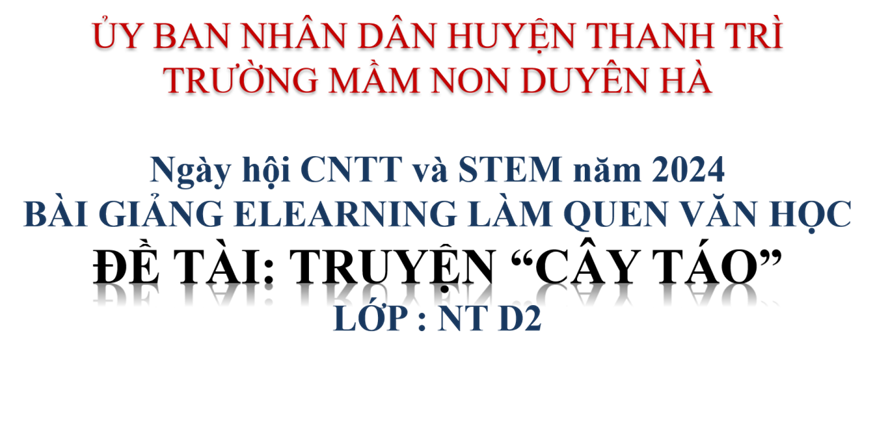 ỦY BAN NHÂN DÂN HUYỆN THANH TRÌ
TRƯỜNG MẦM NON DUYÊN HÀ
Ngày hội CNTT và STEM năm 2024
BÀI GIẢNG ELEARNING LÀM QUEN VĂN HỌC
ĐỀ TÀI: TRUYỆN “CÂY TÁO”
LỚP : NT D2